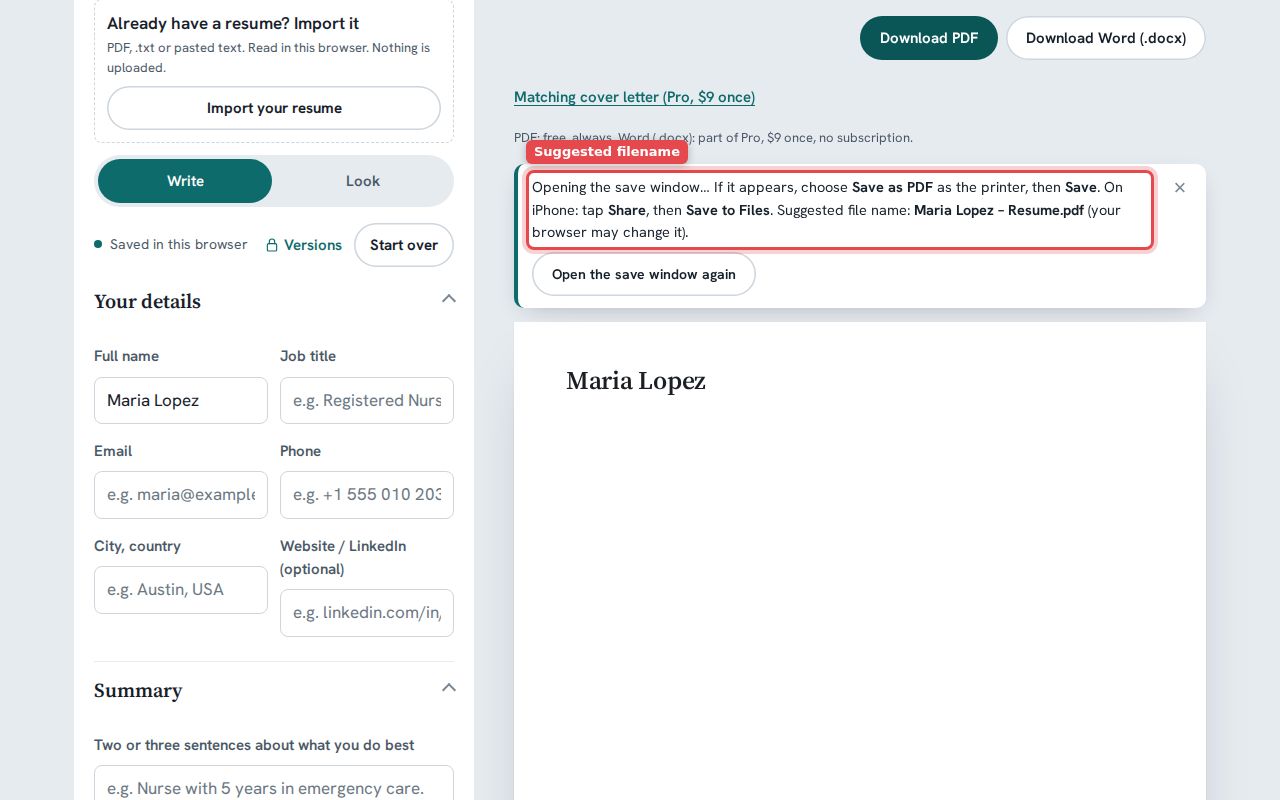 Already have a resume? Import it
PDF, .txt or pasted text. Read in this browser. Nothing is
uploaded.
Import your resume
Write
Look
Saved in this browser
Versions
Start over
Your details
Full name
Job title
Maria Lopez
e.g. Registered Nurs
Email
Phone
e.g. maria@example
e.g. +1 555 010 203
City, country
Website / LinkedIn
(optional)
e.g. Austin, USA
e.g. linkedin.com/in/
Summary
Two or three sentences about what you do best
e.g. Nurse with 5 years in emergency care.
Download PDF
Download Word (.docx)
Matching cover letter (Pro, $9 once)
PDF: free, always. Word (.docx): part of Pro, $9 once, no subscription.
Suggested filename
Opening the save window... If it appears, choose Save as PDF as the printer, then Save. On
iPhone: tap Share, then Save to Files. Suggested file name: Maria Lopez – Resume.pdf (your
browser may change it).
×
Open the save window again
Maria Lopez